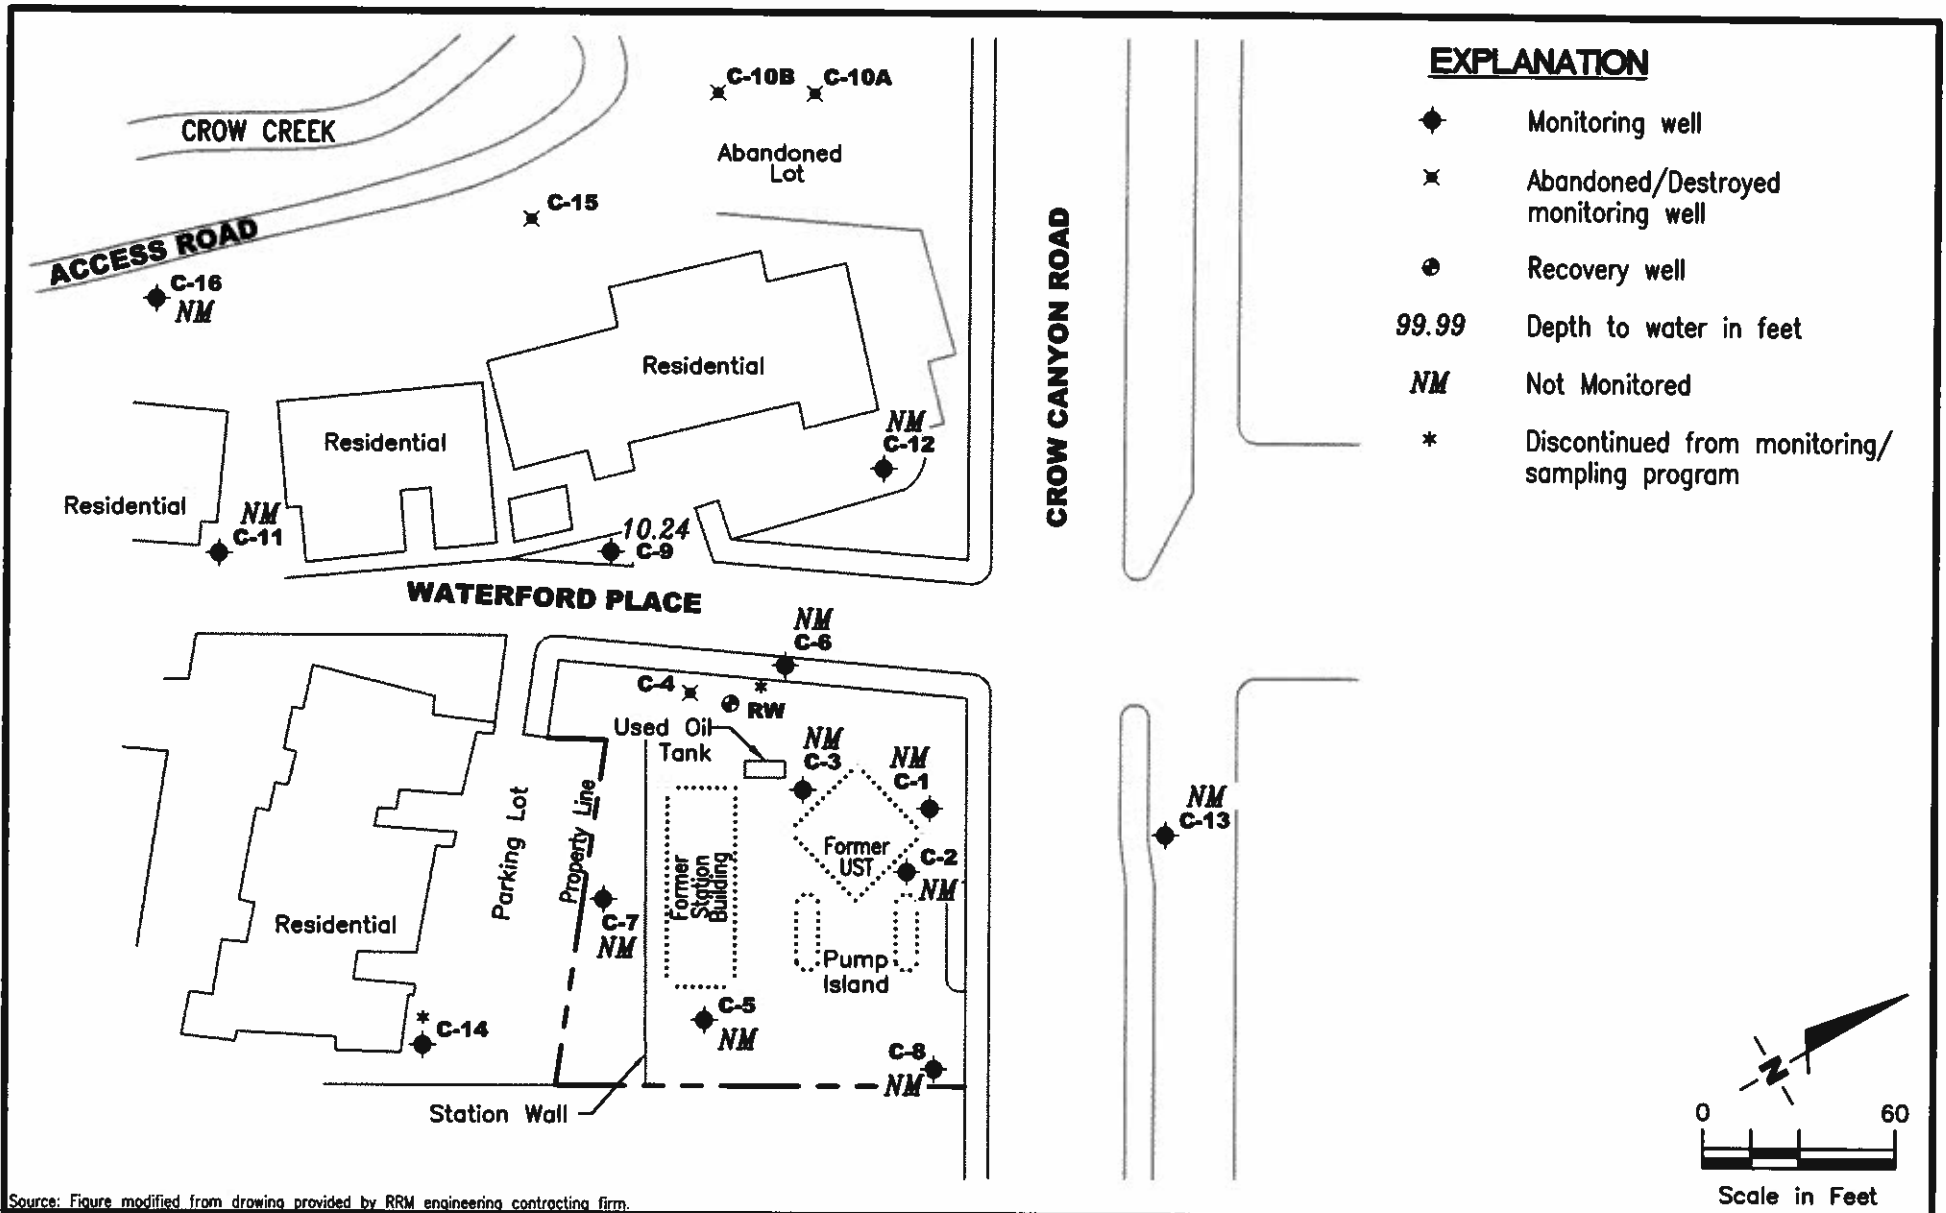 C-10B
C-10A
CROW CREEK
Abandoned
Lot
C-15
ACCESS ROAD
C-16
NM
Residential
Residential
Residential
NM
C-12
NM
C-11
10.24
C-9
WATERFORD PLACE
CROW CANYON ROAD
NM
C-6
C-4
*
RW
Used Oil
Tank
NM
C-3
NM
C-1
Former
UST
C-2
NM
NM
C-13
Parking Lot
Property Line
Former
Station
Building
C-7
NM
Residential
Pump
Island
C-5
NM
*
C-14
C-8
NM
Station Wall
EXPLANATION
Monitoring well
Abandoned/Destroyed
monitoring well
Recovery well
99.99 Depth to water in feet
NM Not Monitored
* Discontinued from monitoring/
sampling program
N
0 60
Scale in Feet
Source: Figure modified from drawing provided by RRM engineering contracting firm.